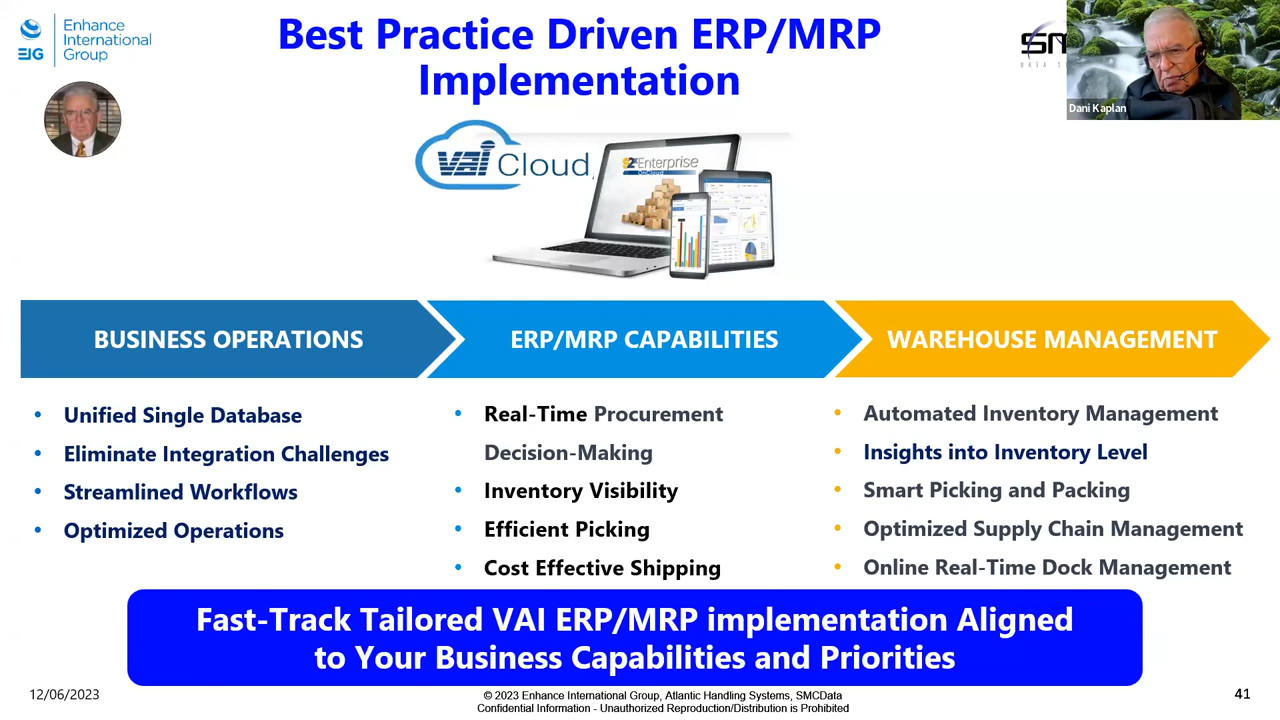 Enhance
International
Group
EIG
Best Practice Driven ERP/MRP
Implementation
SM
Dani Kaplan
vai Cloud
Enterprise
OnCloud
BUSINESS OPERATIONS
ERP/MRP CAPABILITIES
WAREHOUSE MANAGEMENT
• Unified Single Database
• Eliminate Integration Challenges
• Streamlined Workflows
• Optimized Operations
• Real-Time Procurement
Decision-Making
• Inventory Visibility
• Efficient Picking
• Cost Effective Shipping
• Automated Inventory Management
• Insights into Inventory Level
• Smart Picking and Packing
• Optimized Supply Chain Management
• Online Real-Time Dock Management
Fast-Track Tailored VAI ERP/MRP implementation Aligned
to Your Business Capabilities and Priorities
12/06/2023
© 2023 Enhance International Group, Atlantic Handling Systems, SMCData
Confidential Information - Unauthorized Reproduction/Distribution is Prohibited
41